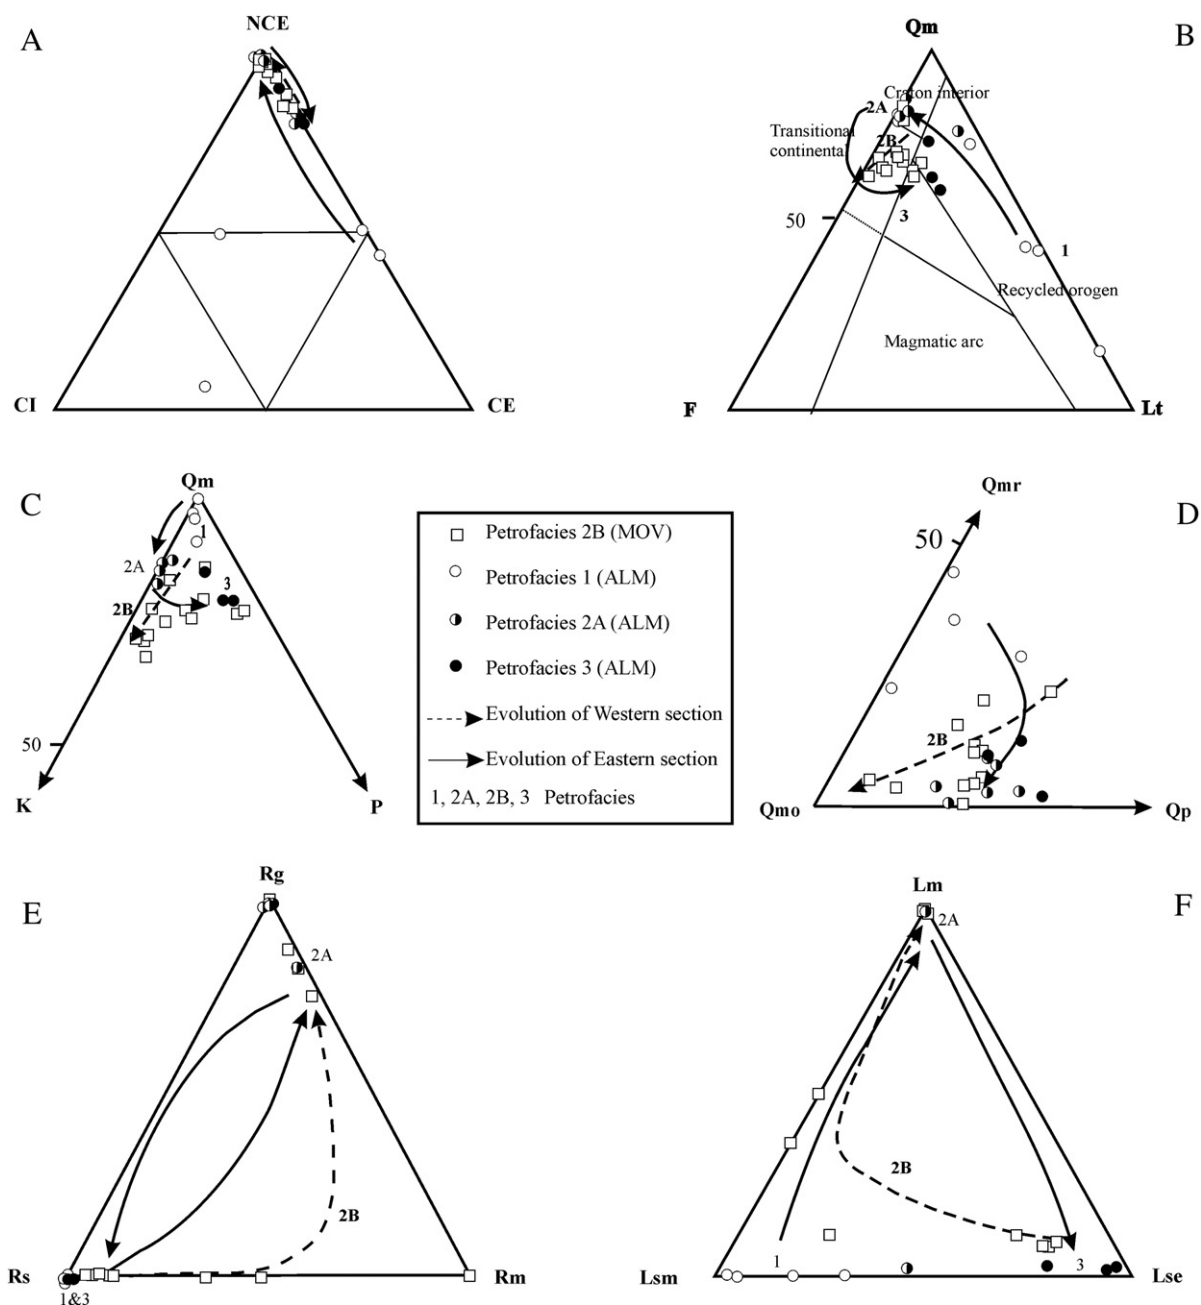 A
NCE
CI
CE
B
Qm
Craton interior
2A
Transitional
continental
2B
50
3
1
Recycled orogen
Magmatic arc
F
Lt
C
Qm
1
2A
3
2B
50
K
P
Petrofacies 2B (MOV)
Petrofacies 1 (ALM)
Petrofacies 2A (ALM)
Petrofacies 3 (ALM)
Evolution of Western section
Evolution of Eastern section
1, 2A, 2B, 3 Petrofacies
D
Qmr
50
2B
Qmo
Qp
E
Rg
2A
2B
Rs
Rm
1&3
F
Lm
2A
2B
1
3
Lsm
Lse